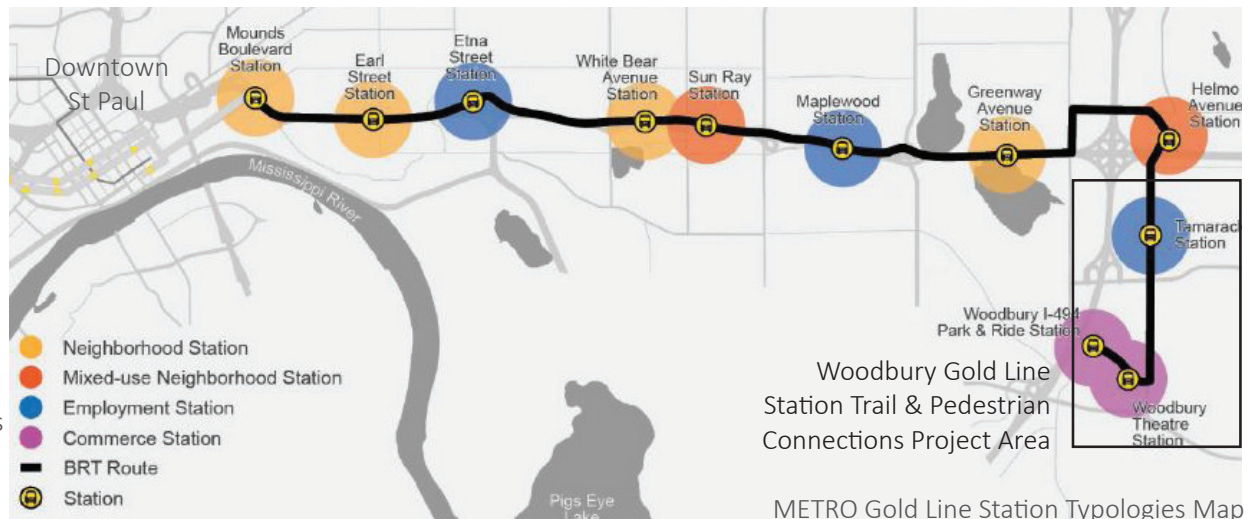 Mounds
Boulevard
Station
Downtown
St Paul
Earl
Street
Station
Etna
Street
Station
White Bear
Avenue
Station
Sun Ray
Station
Maplewood
Station
Greenway
Avenue
Station
Helmo
Avenue
Station
Mississippi River
Tamarack
Station
Woodbury I-494
Park & Ride Station
Woodbury
Theatre
Station
Neighborhood Station
Mixed-use Neighborhood Station
Employment Station
Commerce Station
BRT Route
Station
s
Woodbury Gold Line
Station Trail & Pedestrian
Connections Project Area
Pigs Eye
Lake
METRO Gold Line Station Typologies Map